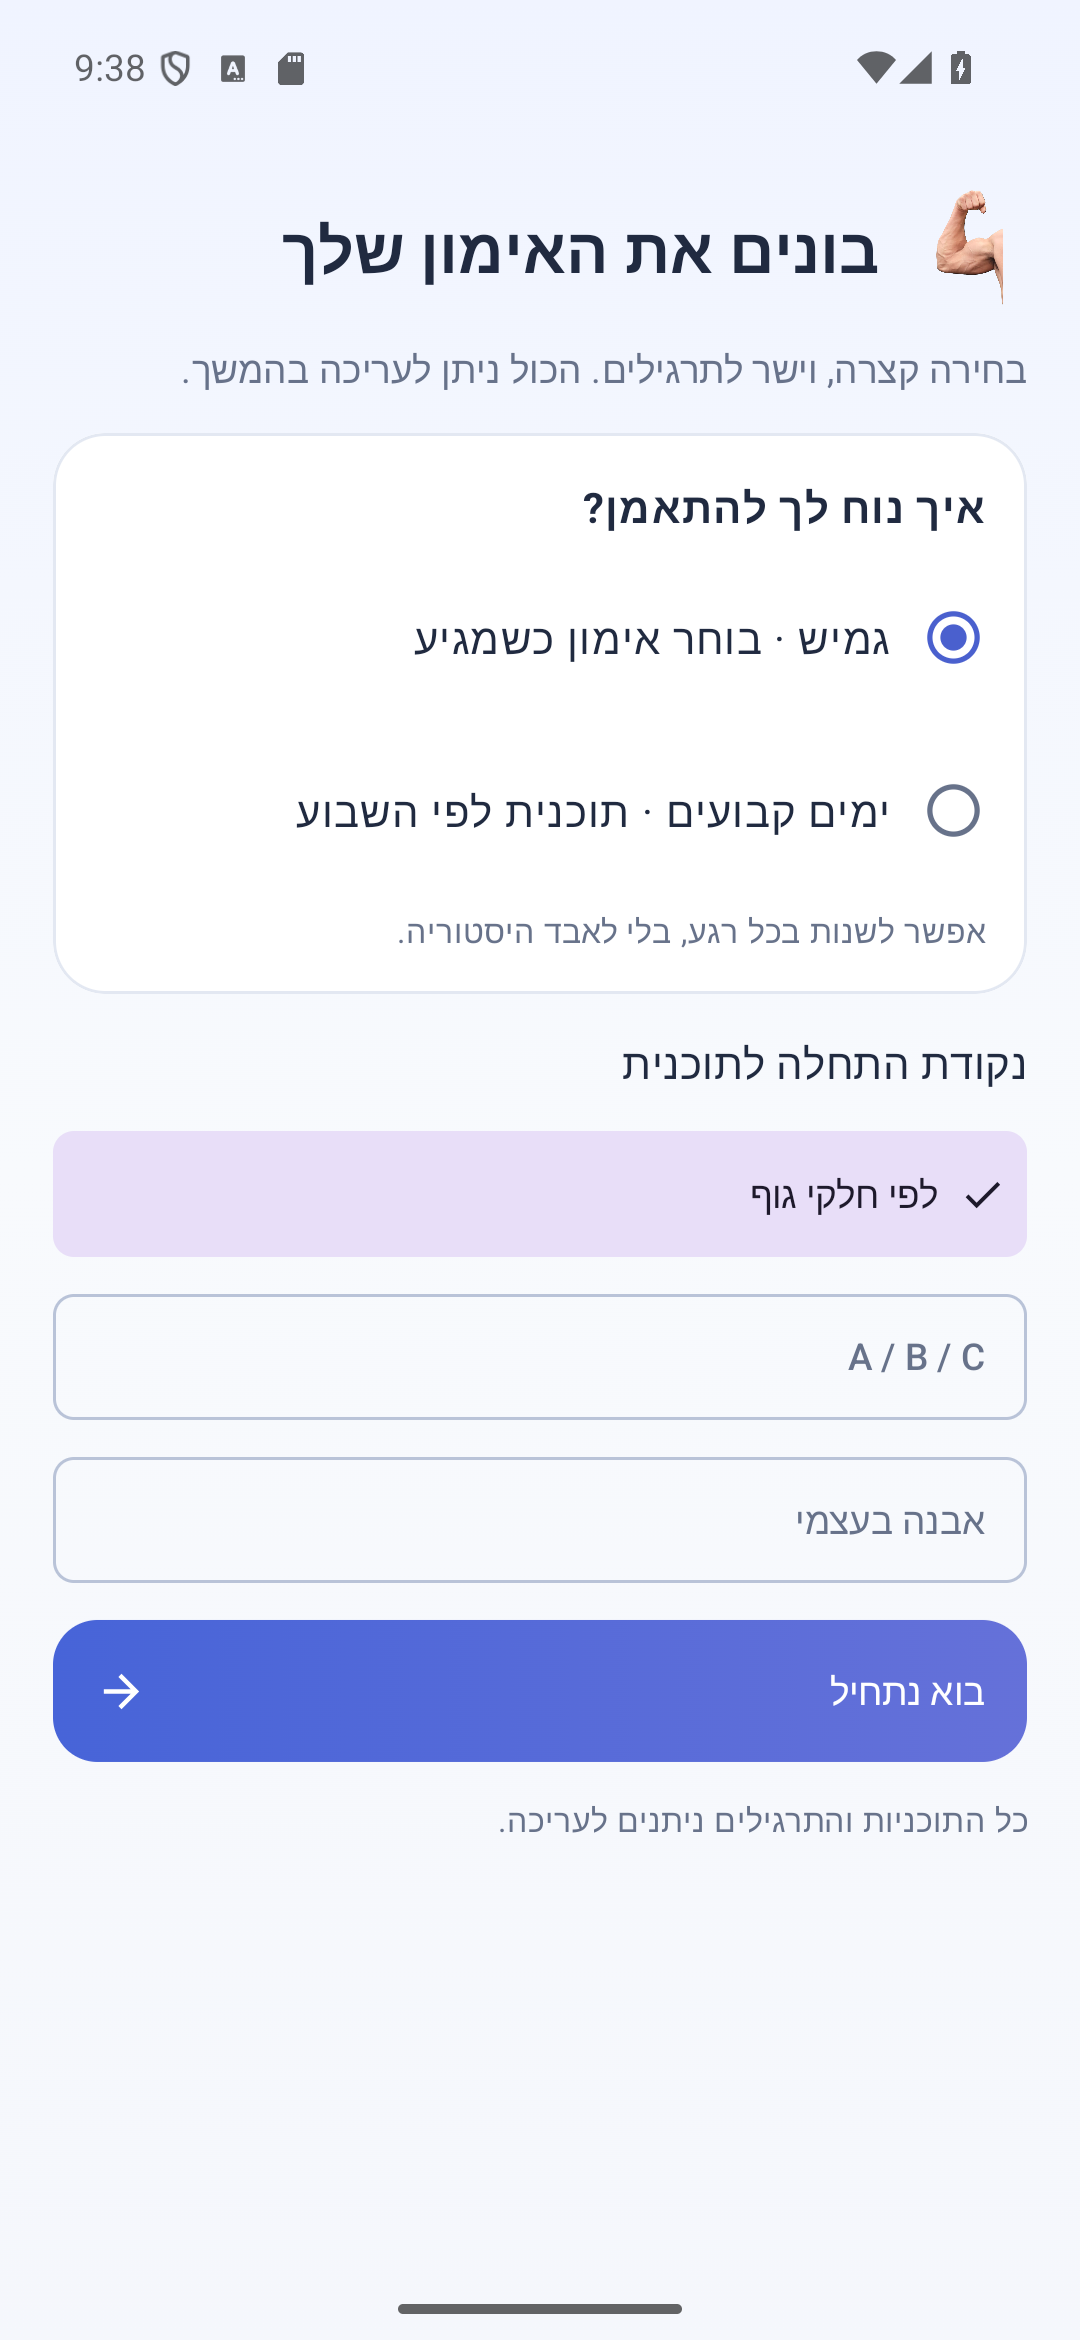 9:38
בונים את האימון שלך
בחירה קצרה, וישר לתרגילים. הכול ניתן לעריכה בהמשך.
איך נוח לך להתאמן?
גמיש · בוחר אימון כשמגיע
ימים קבועים · תוכנית לפי השבוע
אפשר לשנות בכל רגע, בלי לאבד היסטוריה.
נקודת התחלה לתוכנית
לפי חלקי גוף
A / B / C
אבנה בעצמי
בוא נתחיל
כל התוכניות והתרגילים ניתנים לעריכה.